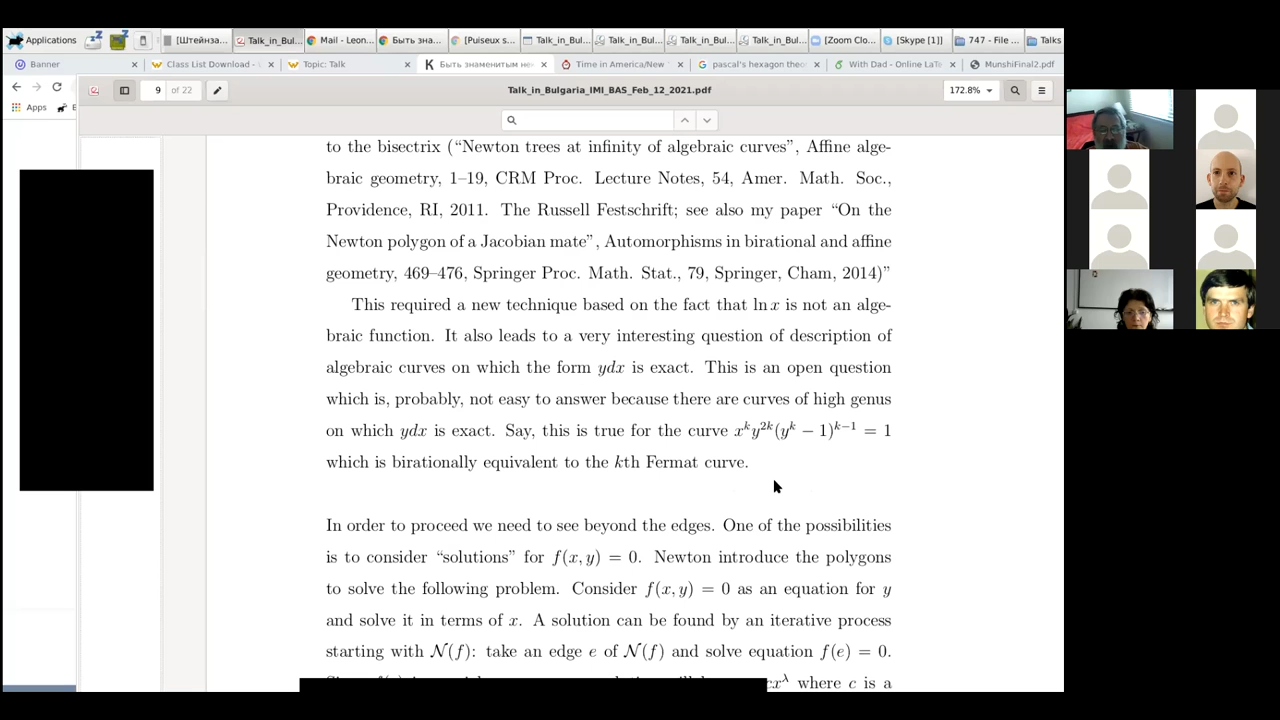 Applications
[Штейнза...
Talk_in_Bul...
Mail - Leon...
Быть зна...
[Puiseux s...
Talk_in_Bul...
Talk_in_Bul...
Talk_in_Bul...
Talk_in_Bul...
[Zoom Clo...
[Skype [1]]
747 - File ...
Talks
Banner
Class List Download -
Topic: Talk
Быть знаменитым не
Time in America/New
pascal's hexagon theo
With Dad - Online LaTe
MunshiFinal2.pdf
Apps
9 of 22
Talk_in_Bulgaria_IMI_BAS_Feb_12_2021.pdf
172.8%
to the bisectrix (“Newton trees at infinity of algebraic curves”, Affine alge-
braic geometry, 1–19, CRM Proc. Lecture Notes, 54, Amer. Math. Soc.,
Providence, RI, 2011. The Russell Festschrift; see also my paper “On the
Newton polygon of a Jacobian mate”, Automorphisms in birational and affine
geometry, 469–476, Springer Proc. Math. Stat., 79, Springer, Cham, 2014)”
This required a new technique based on the fact that ln x is not an alge-
braic function. It also leads to a very interesting question of description of
algebraic curves on which the form ydx is exact. This is an open question
which is, probably, not easy to answer because there are curves of high genus
on which ydx is exact. Say, this is true for the curve x^k y^{2k}(y^k − 1)^{k−1} = 1
which is birationally equivalent to the kth Fermat curve.
In order to proceed we need to see beyond the edges. One of the possibilities
is to consider “solutions” for f(x, y) = 0. Newton introduce the polygons
to solve the following problem. Consider f(x, y) = 0 as an equation for y
and solve it in terms of x. A solution can be found by an iterative process
starting with 𝒩(f): take an edge e of 𝒩(f) and solve equation f(e) = 0.
cx^λ where c is a